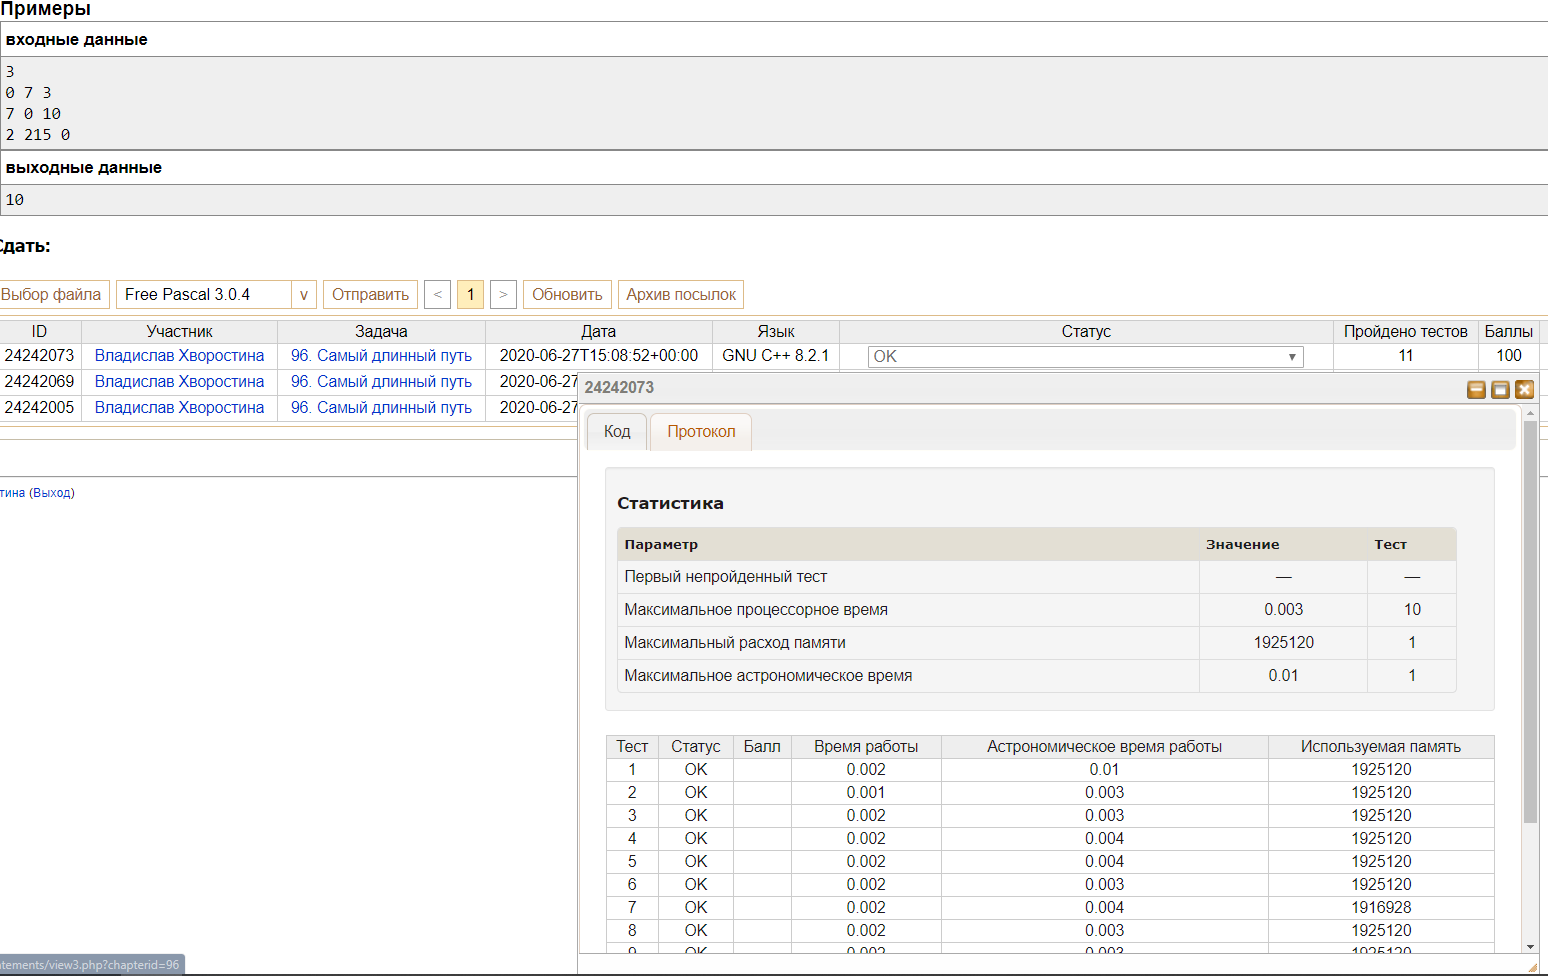 Примеры
входные данные
3
0 7 3
7 0 10
2 215 0
выходные данные
10
Сдать:
Выбор файла Free Pascal 3.0.4 v Отправить < 1 > Обновить Архив посылок
ID Участник Задача Дата Язык Статус Пройдено тестов Баллы
24242073 Владислав Хворостина 96. Самый длинный путь 2020-06-27T15:08:52+00:00 GNU C++ 8.2.1 OK 11 100
24242069 Владислав Хворостина 96. Самый длинный путь 2020-06-27
24242005 Владислав Хворостина 96. Самый длинный путь 2020-06-27
24242073
Код Протокол
тина (Выход)
Статистика
Параметр Значение Тест
Первый непройденный тест — —
Максимальное процессорное время 0.003 10
Максимальный расход памяти 1925120 1
Максимальное астрономическое время 0.01 1
Тест Статус Балл Время работы Астрономическое время работы Используемая память
1 OK 0.002 0.01 1925120
2 OK 0.001 0.003 1925120
3 OK 0.002 0.003 1925120
4 OK 0.002 0.004 1925120
5 OK 0.002 0.004 1925120
6 OK 0.002 0.003 1925120
7 OK 0.002 0.004 1916928
8 OK 0.002 0.003 1925120
9 OK 0.002 0.003 1925120
atements/view3.php?chapterid=96